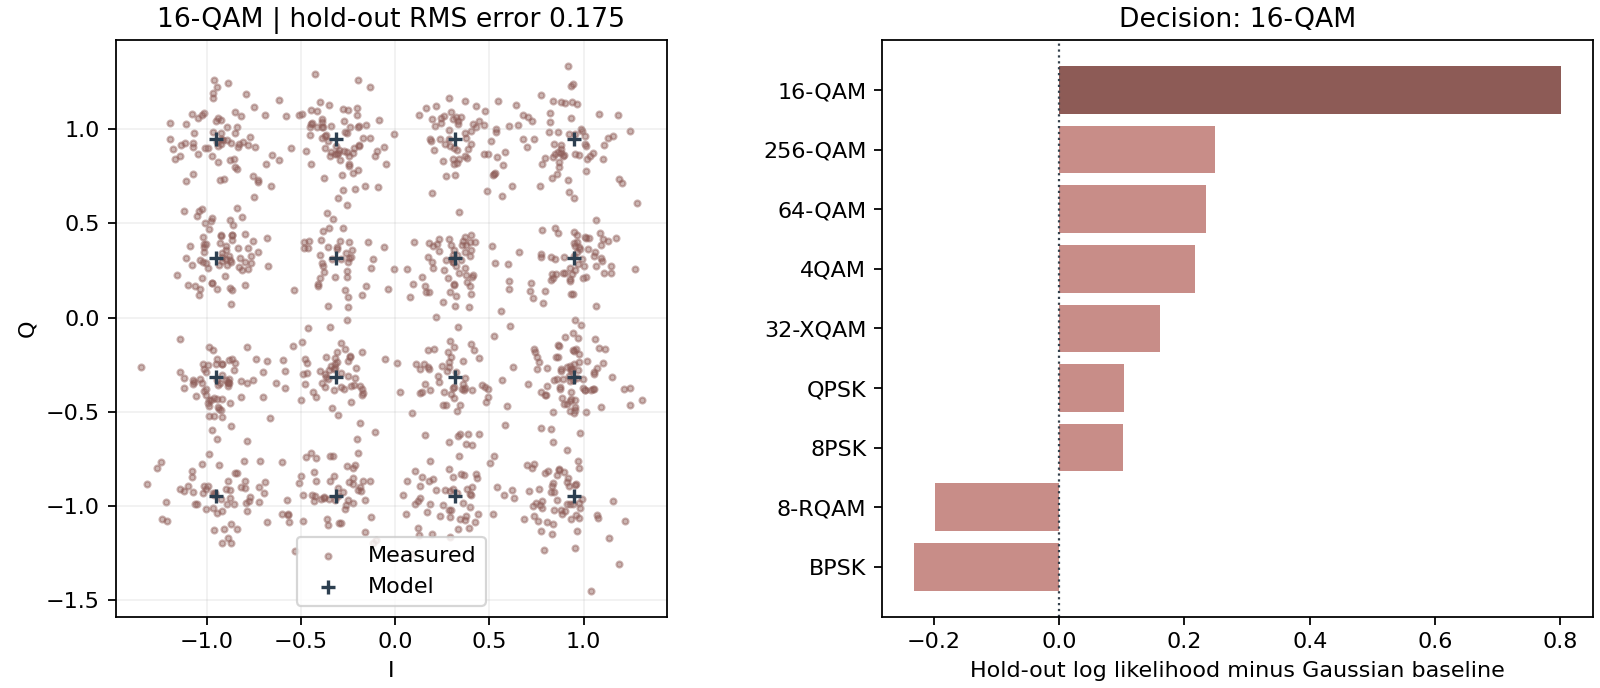 16-QAM | hold-out RMS error 0.175
1.0
0.5
0.0
−0.5
−1.0
−1.5
Q
Measured
Model
−1.0
−0.5
0.0
0.5
1.0
I
Decision: 16-QAM
16-QAM
256-QAM
64-QAM
4QAM
32-XQAM
QPSK
8PSK
8-RQAM
BPSK
−0.2
0.0
0.2
0.4
0.6
0.8
Hold-out log likelihood minus Gaussian baseline